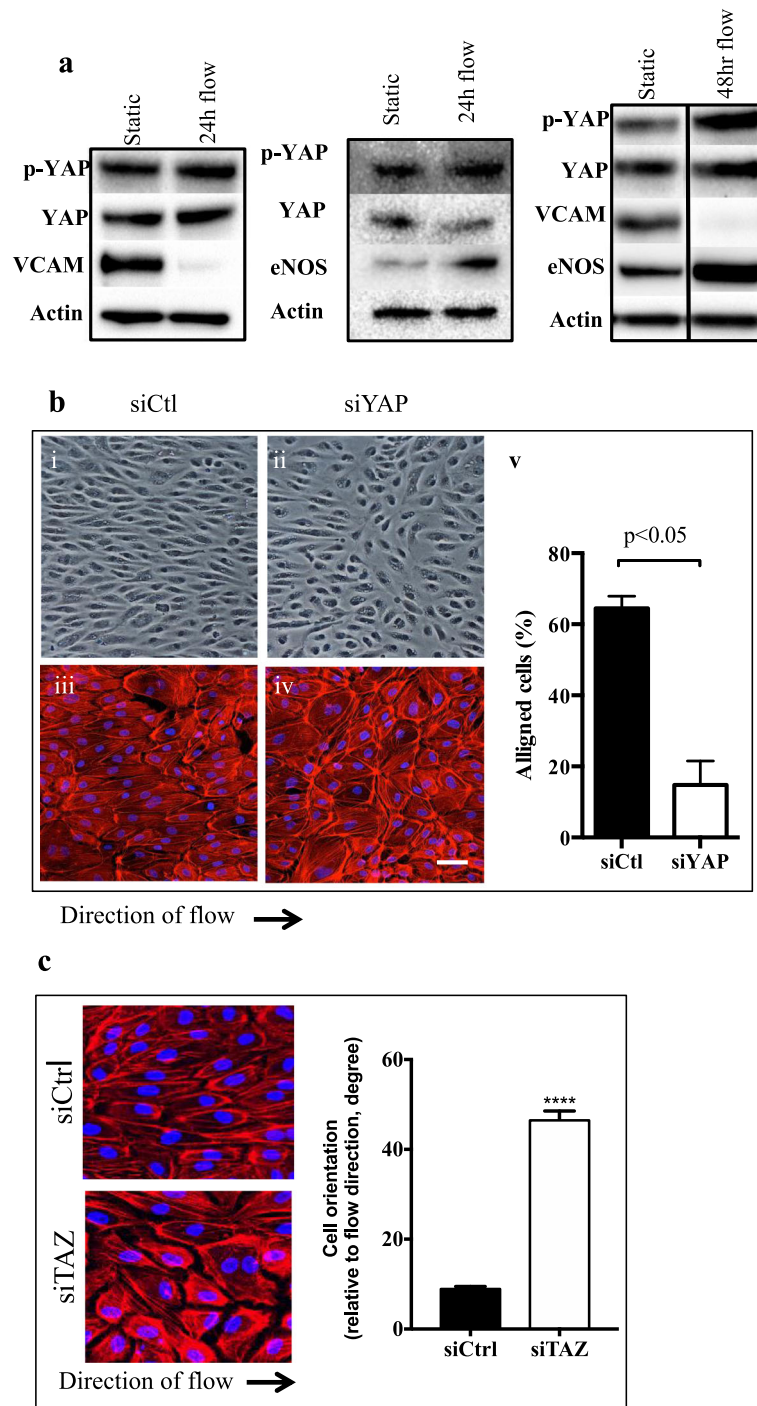 a
Static
24h flow
p-YAP
YAP
VCAM
Actin
Static
24h flow
p-YAP
YAP
eNOS
Actin
Static
48hr flow
p-YAP
YAP
VCAM
eNOS
Actin
b
siCtl
siYAP
i
ii
iii
iv
Direction of flow
v
p<0.05
Alligned cells (%)
80
60
40
20
0
siCtl
siYAP
c
siCtrl
siTAZ
Direction of flow
Cell orientation
(relative to flow direction, degree)
60
40
20
0
****
siCtrl
siTAZ